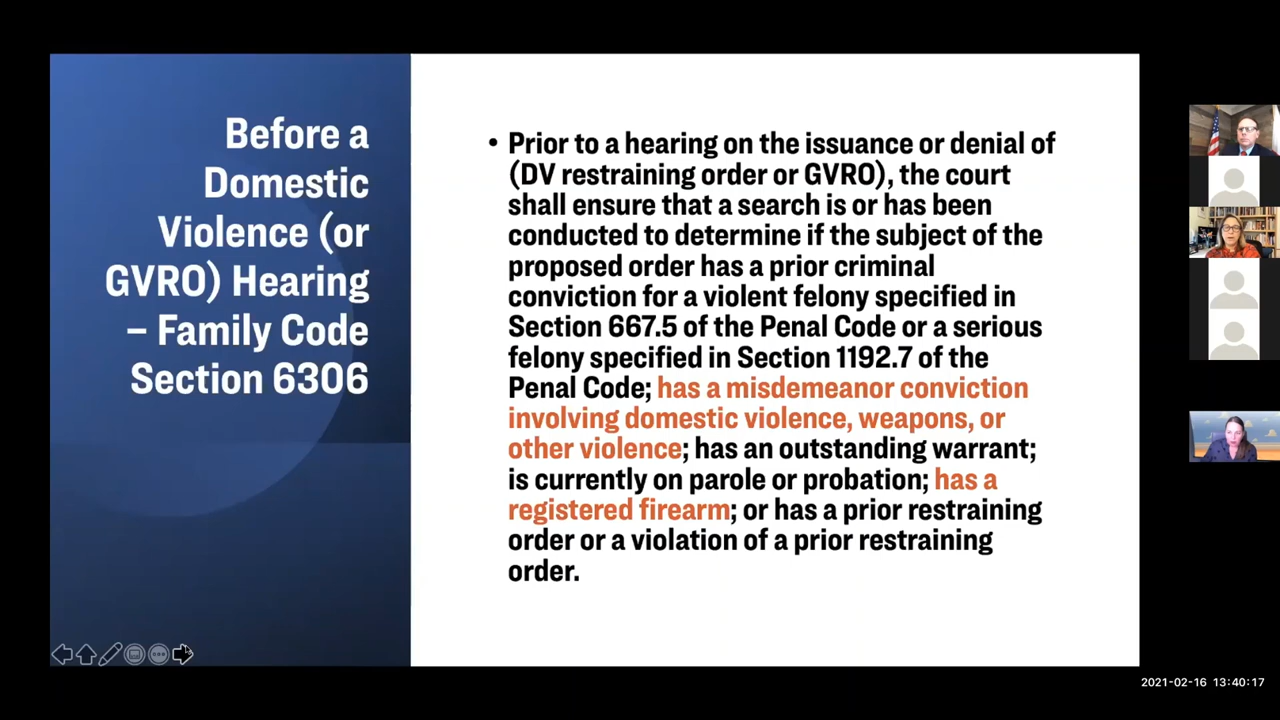 Before a
Domestic
Violence (or
GVRO) Hearing
– Family Code
Section 6306
• Prior to a hearing on the issuance or denial of
(DV restraining order or GVRO), the court
shall ensure that a search is or has been
conducted to determine if the subject of the
proposed order has a prior criminal
conviction for a violent felony specified in
Section 667.5 of the Penal Code or a serious
felony specified in Section 1192.7 of the
Penal Code; has a misdemeanor conviction
involving domestic violence, weapons, or
other violence; has an outstanding warrant;
is currently on parole or probation; has a
registered firearm; or has a prior restraining
order or a violation of a prior restraining
order.
2021-02-16 13:40:17